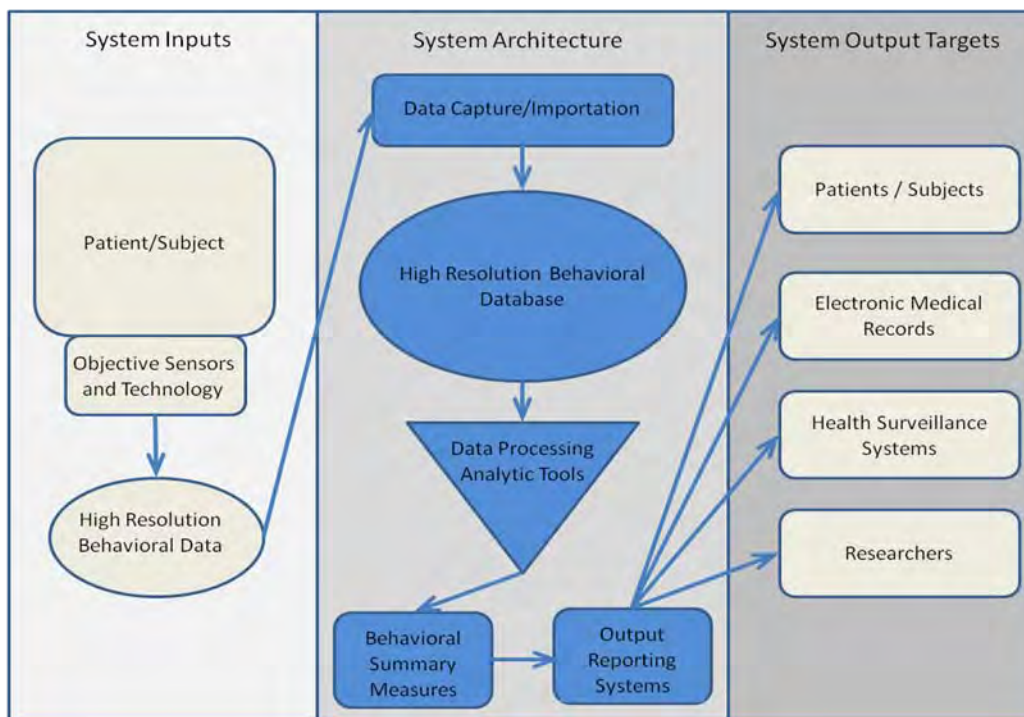 System Inputs
System Architecture
System Output Targets
Patient/Subject
Objective Sensors
and Technology
High Resolution
Behavioral Data
Data Capture/Importation
High Resolution Behavioral
Database
Data Processing
Analytic Tools
Behavioral
Summary
Measures
Output
Reporting
Systems
Patients / Subjects
Electronic Medical
Records
Health Surveillance
Systems
Researchers